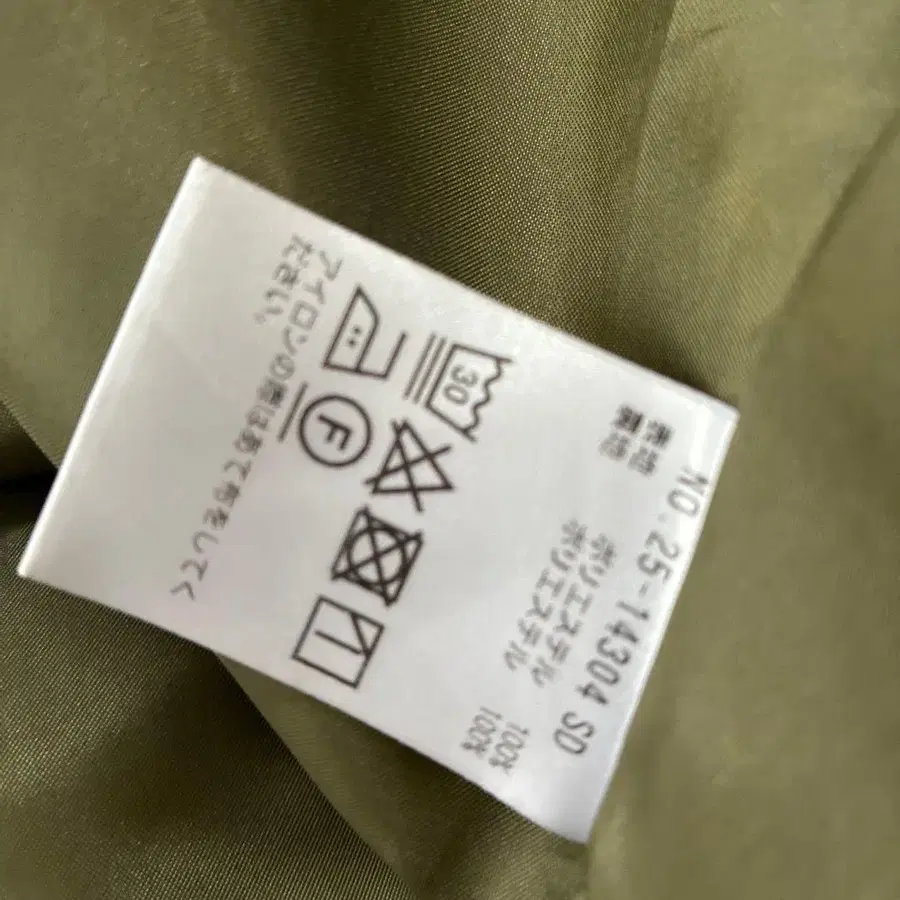 NO.25-14304 SD
表地 ポリエステル 100%
裏地 ポリエステル 100%
30
F
アイロンの際はあて布をしてく
ださい。